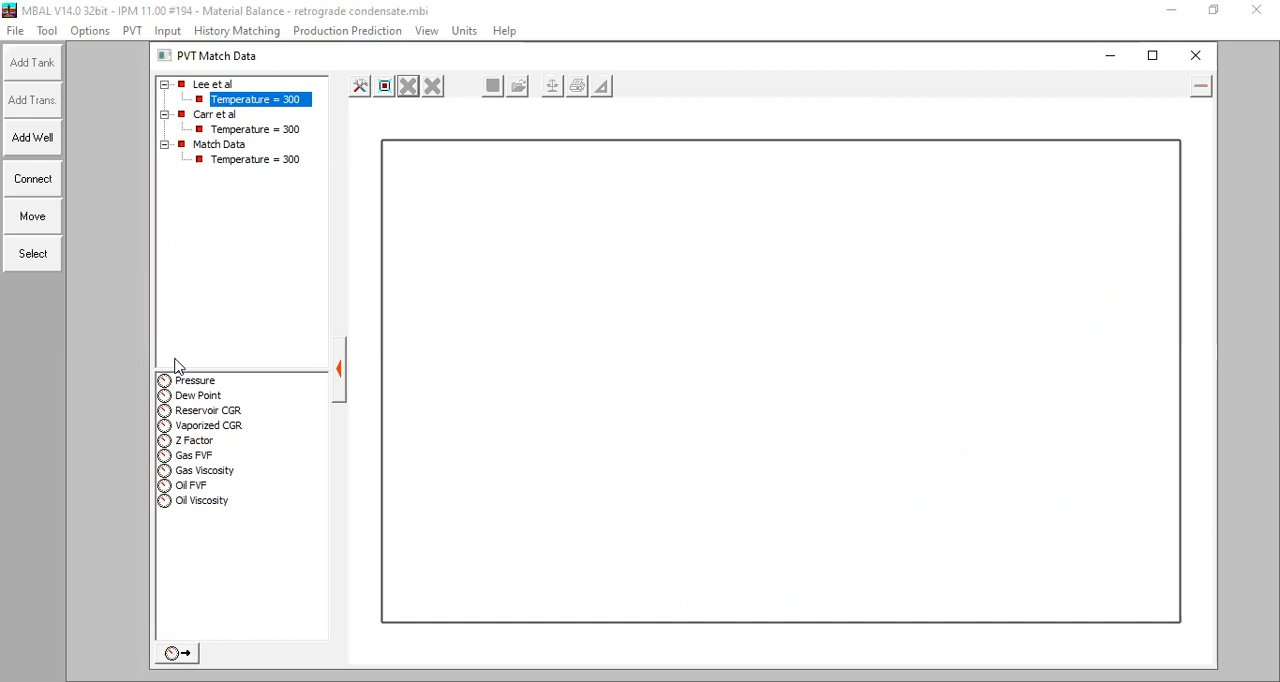 MBAL V14.0 32bit - IPM 11.00 #194 - Material Balance - retrograde condensate.mbi
File Tool Options PVT Input History Matching Production Prediction View Units Help
Add Tank
Add Trans.
Add Well
Connect
Move
Select
PVT Match Data
Lee et al
Temperature = 300
Carr et al
Temperature = 300
Match Data
Temperature = 300
Pressure
Dew Point
Reservoir CGR
Vaporized CGR
Z Factor
Gas FVF
Gas Viscosity
Oil FVF
Oil Viscosity